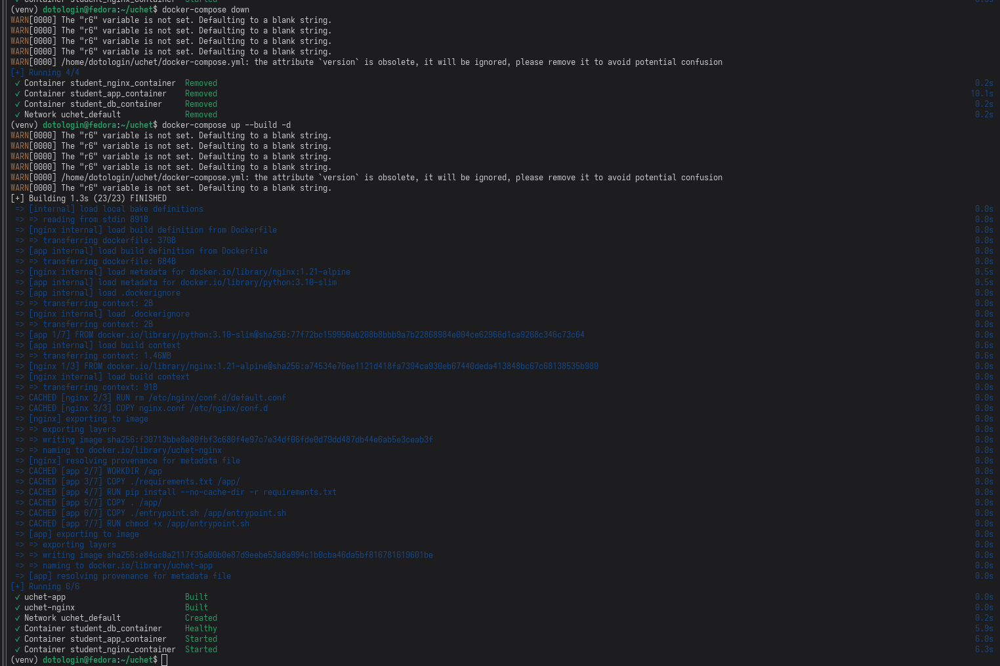 (venv) dotologin@fedora:~/uchet$ docker-compose down
WARN[0000] The "r6" variable is not set. Defaulting to a blank string.
WARN[0000] The "r6" variable is not set. Defaulting to a blank string.
WARN[0000] The "r6" variable is not set. Defaulting to a blank string.
WARN[0000] The "r6" variable is not set. Defaulting to a blank string.
WARN[0000] /home/dotologin/uchet/docker-compose.yml: the attribute `version` is obsolete, it will be ignored, please remove it to avoid potential confusion
[+] Running 4/4
✓ Container student_nginx_container Removed 0.2s
✓ Container student_app_container Removed 10.1s
✓ Container student_db_container Removed 0.2s
✓ Network uchet_default Removed 0.2s
(venv) dotologin@fedora:~/uchet$ docker-compose up --build -d
WARN[0000] The "r6" variable is not set. Defaulting to a blank string.
WARN[0000] The "r6" variable is not set. Defaulting to a blank string.
WARN[0000] The "r6" variable is not set. Defaulting to a blank string.
WARN[0000] The "r6" variable is not set. Defaulting to a blank string.
WARN[0000] /home/dotologin/uchet/docker-compose.yml: the attribute `version` is obsolete, it will be ignored, please remove it to avoid potential confusion
WARN[0000] The "r6" variable is not set. Defaulting to a blank string.
[+] Building 1.3s (23/23) FINISHED
=> [internal] load local bake definitions 0.0s
=> => reading from stdin 891B 0.0s
=> [nginx internal] load build definition from Dockerfile 0.0s
=> => transferring dockerfile: 370B 0.0s
=> [app internal] load build definition from Dockerfile 0.0s
=> => transferring dockerfile: 684B 0.0s
=> [nginx internal] load metadata for docker.io/library/nginx:1.21-alpine 0.5s
=> [app internal] load metadata for docker.io/library/python:3.10-slim 0.5s
=> [app internal] load .dockerignore 0.0s
=> => transferring context: 2B 0.0s
=> [nginx internal] load .dockerignore 0.0s
=> => transferring context: 2B 0.0s
=> [app 1/7] FROM docker.io/library/python:3.10-slim@sha256:77f72bc159950ab208b8bbb9a7b22868984e004ce62966d1ca9268c346c73c64 0.0s
=> [app internal] load build context 0.6s
=> => transferring context: 1.46MB 0.6s
=> [nginx 1/3] FROM docker.io/library/nginx:1.21-alpine@sha256:a74534e76ee1121d418fa7394ca930eb67440deda413848bc67c68138535b989 0.0s
=> [nginx internal] load build context 0.0s
=> => transferring context: 91B 0.0s
=> CACHED [nginx 2/3] RUN rm /etc/nginx/conf.d/default.conf 0.0s
=> CACHED [nginx 3/3] COPY nginx.conf /etc/nginx/conf.d 0.0s
=> [nginx] exporting to image 0.0s
=> => exporting layers 0.0s
=> => writing image sha256:f30713bbe8a80fbf3c680f4e97c7e34df06fde0d79dd487db44e6ab5e3ceab3f 0.0s
=> => naming to docker.io/library/uchet-nginx 0.0s
=> [nginx] resolving provenance for metadata file 0.0s
=> CACHED [app 2/7] WORKDIR /app 0.0s
=> CACHED [app 3/7] COPY ./requirements.txt /app/ 0.0s
=> CACHED [app 4/7] RUN pip install --no-cache-dir -r requirements.txt 0.0s
=> CACHED [app 5/7] COPY . /app/ 0.0s
=> CACHED [app 6/7] COPY ./entrypoint.sh /app/entrypoint.sh 0.0s
=> CACHED [app 7/7] RUN chmod +x /app/entrypoint.sh 0.0s
=> [app] exporting to image 0.0s
=> => exporting layers 0.0s
=> => writing image sha256:e84cc0a2117f35a00b0e87d9eebe53a8a994c1b0cba46da5bf816781619601be 0.0s
=> => naming to docker.io/library/uchet-app 0.0s
=> [app] resolving provenance for metadata file 0.0s
[+] Running 6/6
✓ uchet-app Built 0.0s
✓ uchet-nginx Built 0.0s
✓ Network uchet_default Created 0.2s
✓ Container student_db_container Healthy 5.9s
✓ Container student_app_container Started 6.0s
✓ Container student_nginx_container Started 6.3s
(venv) dotologin@fedora:~/uchet$